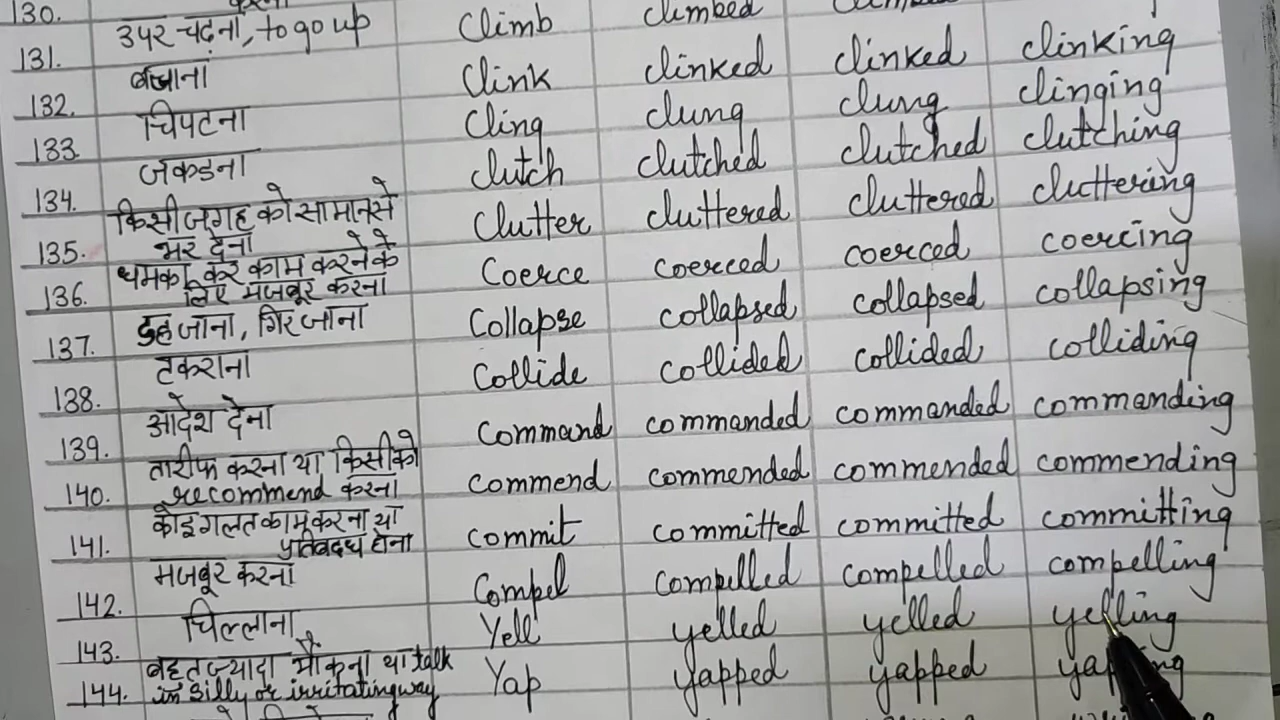 130. करना
ऊपर चढ़ना, to go up Climb climbed
131. बजाना Clink clinked clinked clinking
132. चिपटना Cling clung clung clinging
133. जकडना clutch clutched clutched clutching
134. किसी जगह को सामान से
भर देना Clutter cluttered cluttered cluttering
135. धमका कर काम करने के
लिए मजबूर करना Coerce coerced coerced coercing
136. ढह जाना, गिर जाना Collapse collapsed collapsed collapsing
137. टकराना Collide collided collided colliding
138. आदेश देना Command commanded commanded commanding
139. तारीफ करना या किसी को
recommend करना commend commended commended commending
140. कोइ गलत काम करना या
प्रतिबद्ध होना commit committed committed committing
141. मजबूर करना Compel compelled compelled compelling
142. चिल्लाना Yell yelled yelled yelling
143. बहुत ज्यादा भौकना या talk
in silly or irritating way Yap yapped yapped
144.